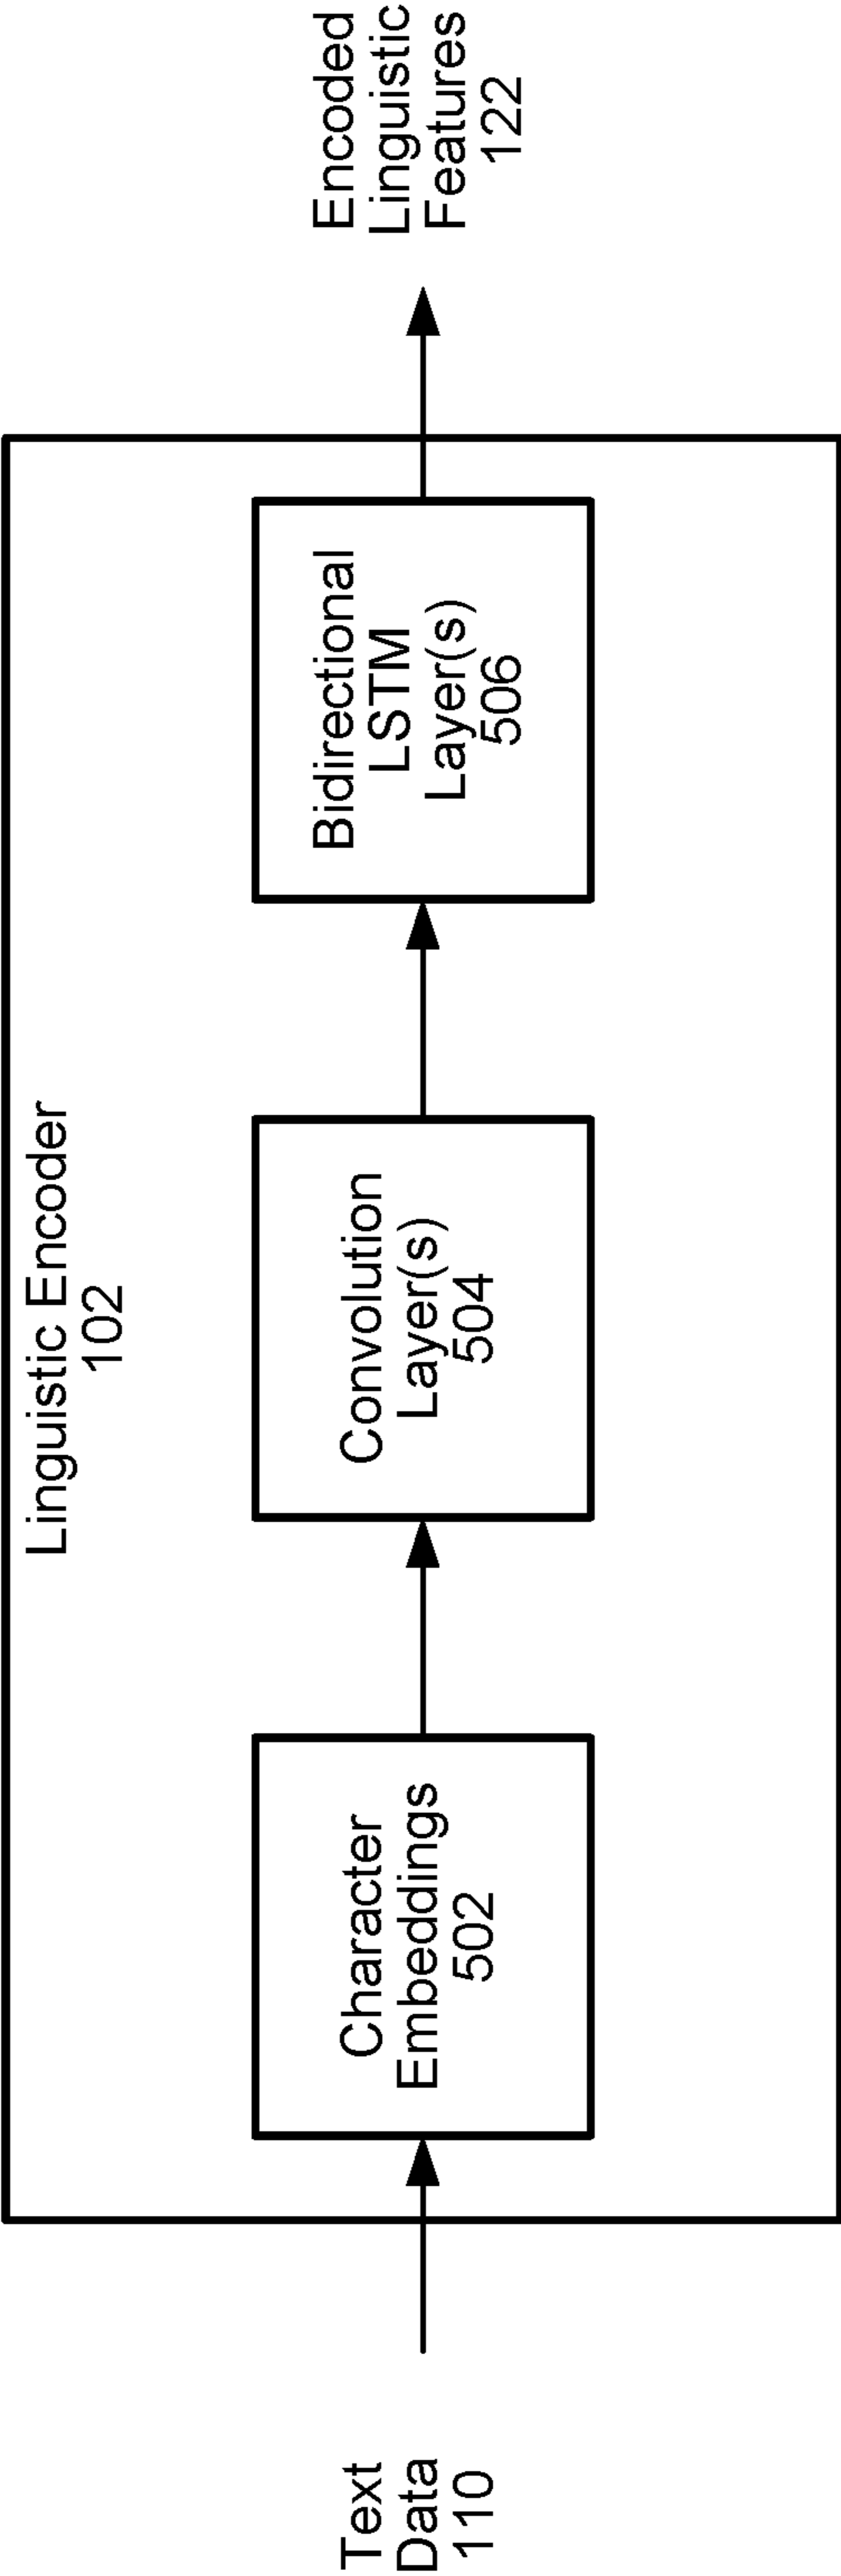 Linguistic Encoder
102
Text
Data
110
Character
Embeddings
502
Convolution
Layer(s)
504
Bidirectional
LSTM
Layer(s)
506
Encoded
Linguistic
Features
122